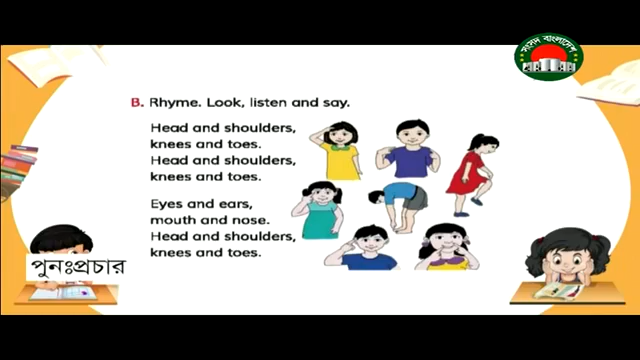 সংসদ বাংলাদেশ
B. Rhyme. Look, listen and say.
Head and shoulders,
knees and toes.
Head and shoulders,
knees and toes.
Eyes and ears,
mouth and nose.
Head and shoulders,
knees and toes.
পুনঃপ্রচার